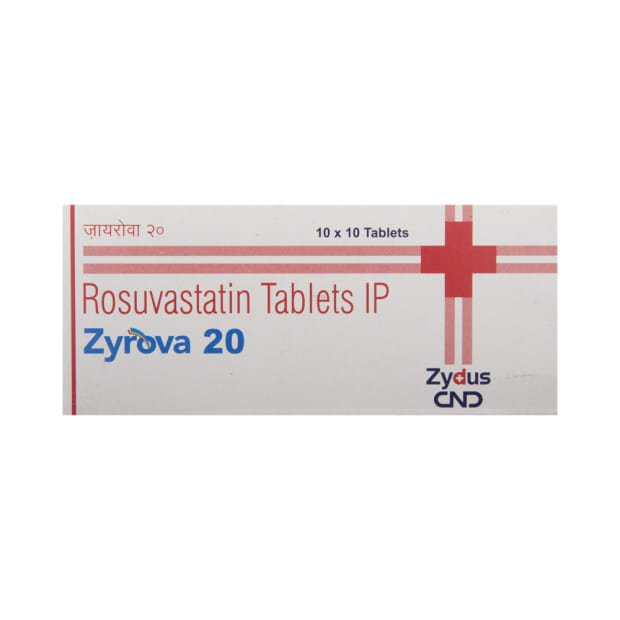 ज़ायरोवा २०
10 x 10 Tablets
Rosuvastatin Tablets IP
Zyrova 20
Zydus
CND